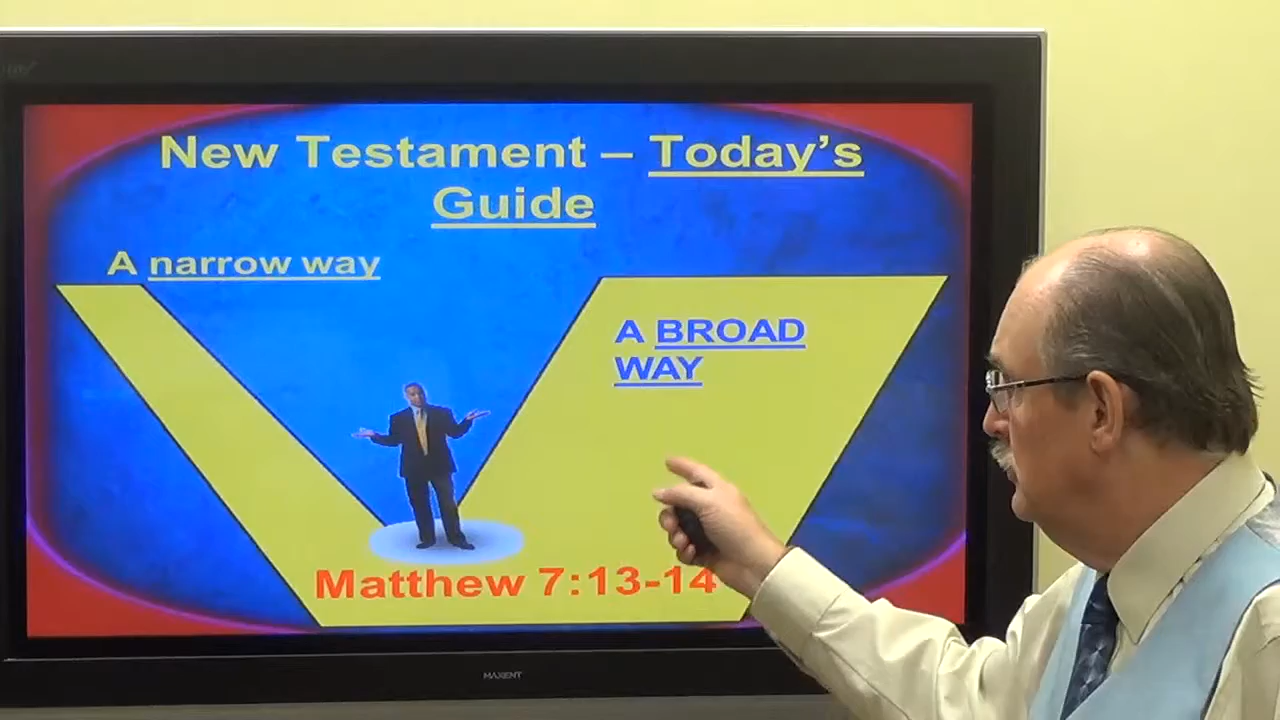 New Testament – Today's
Guide
A narrow way
A BROAD
WAY
Matthew 7:13-14
MAXENT